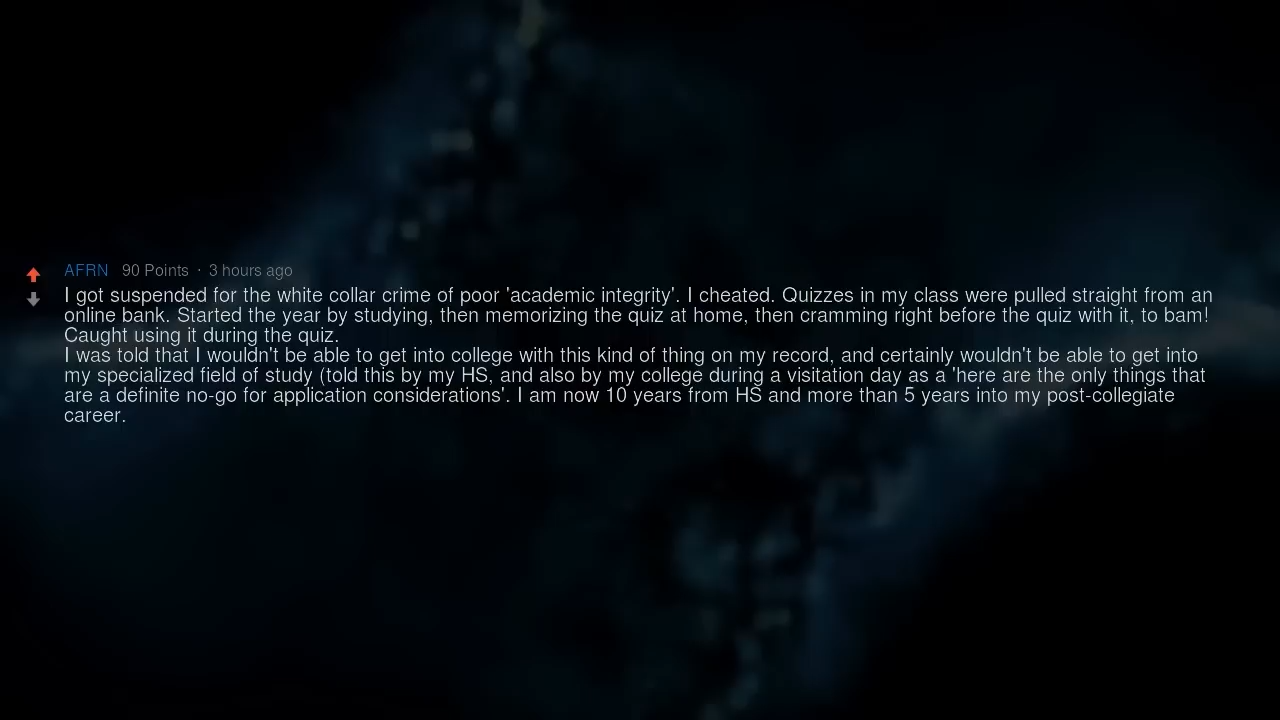 AFRN 90 Points · 3 hours ago
I got suspended for the white collar crime of poor 'academic integrity'. I cheated. Quizzes in my class were pulled straight from an
online bank. Started the year by studying, then memorizing the quiz at home, then cramming right before the quiz with it, to bam!
Caught using it during the quiz.
I was told that I wouldn't be able to get into college with this kind of thing on my record, and certainly wouldn't be able to get into
my specialized field of study (told this by my HS, and also by my college during a visitation day as a 'here are the only things that
are a definite no-go for application considerations'. I am now 10 years from HS and more than 5 years into my post-collegiate
career.